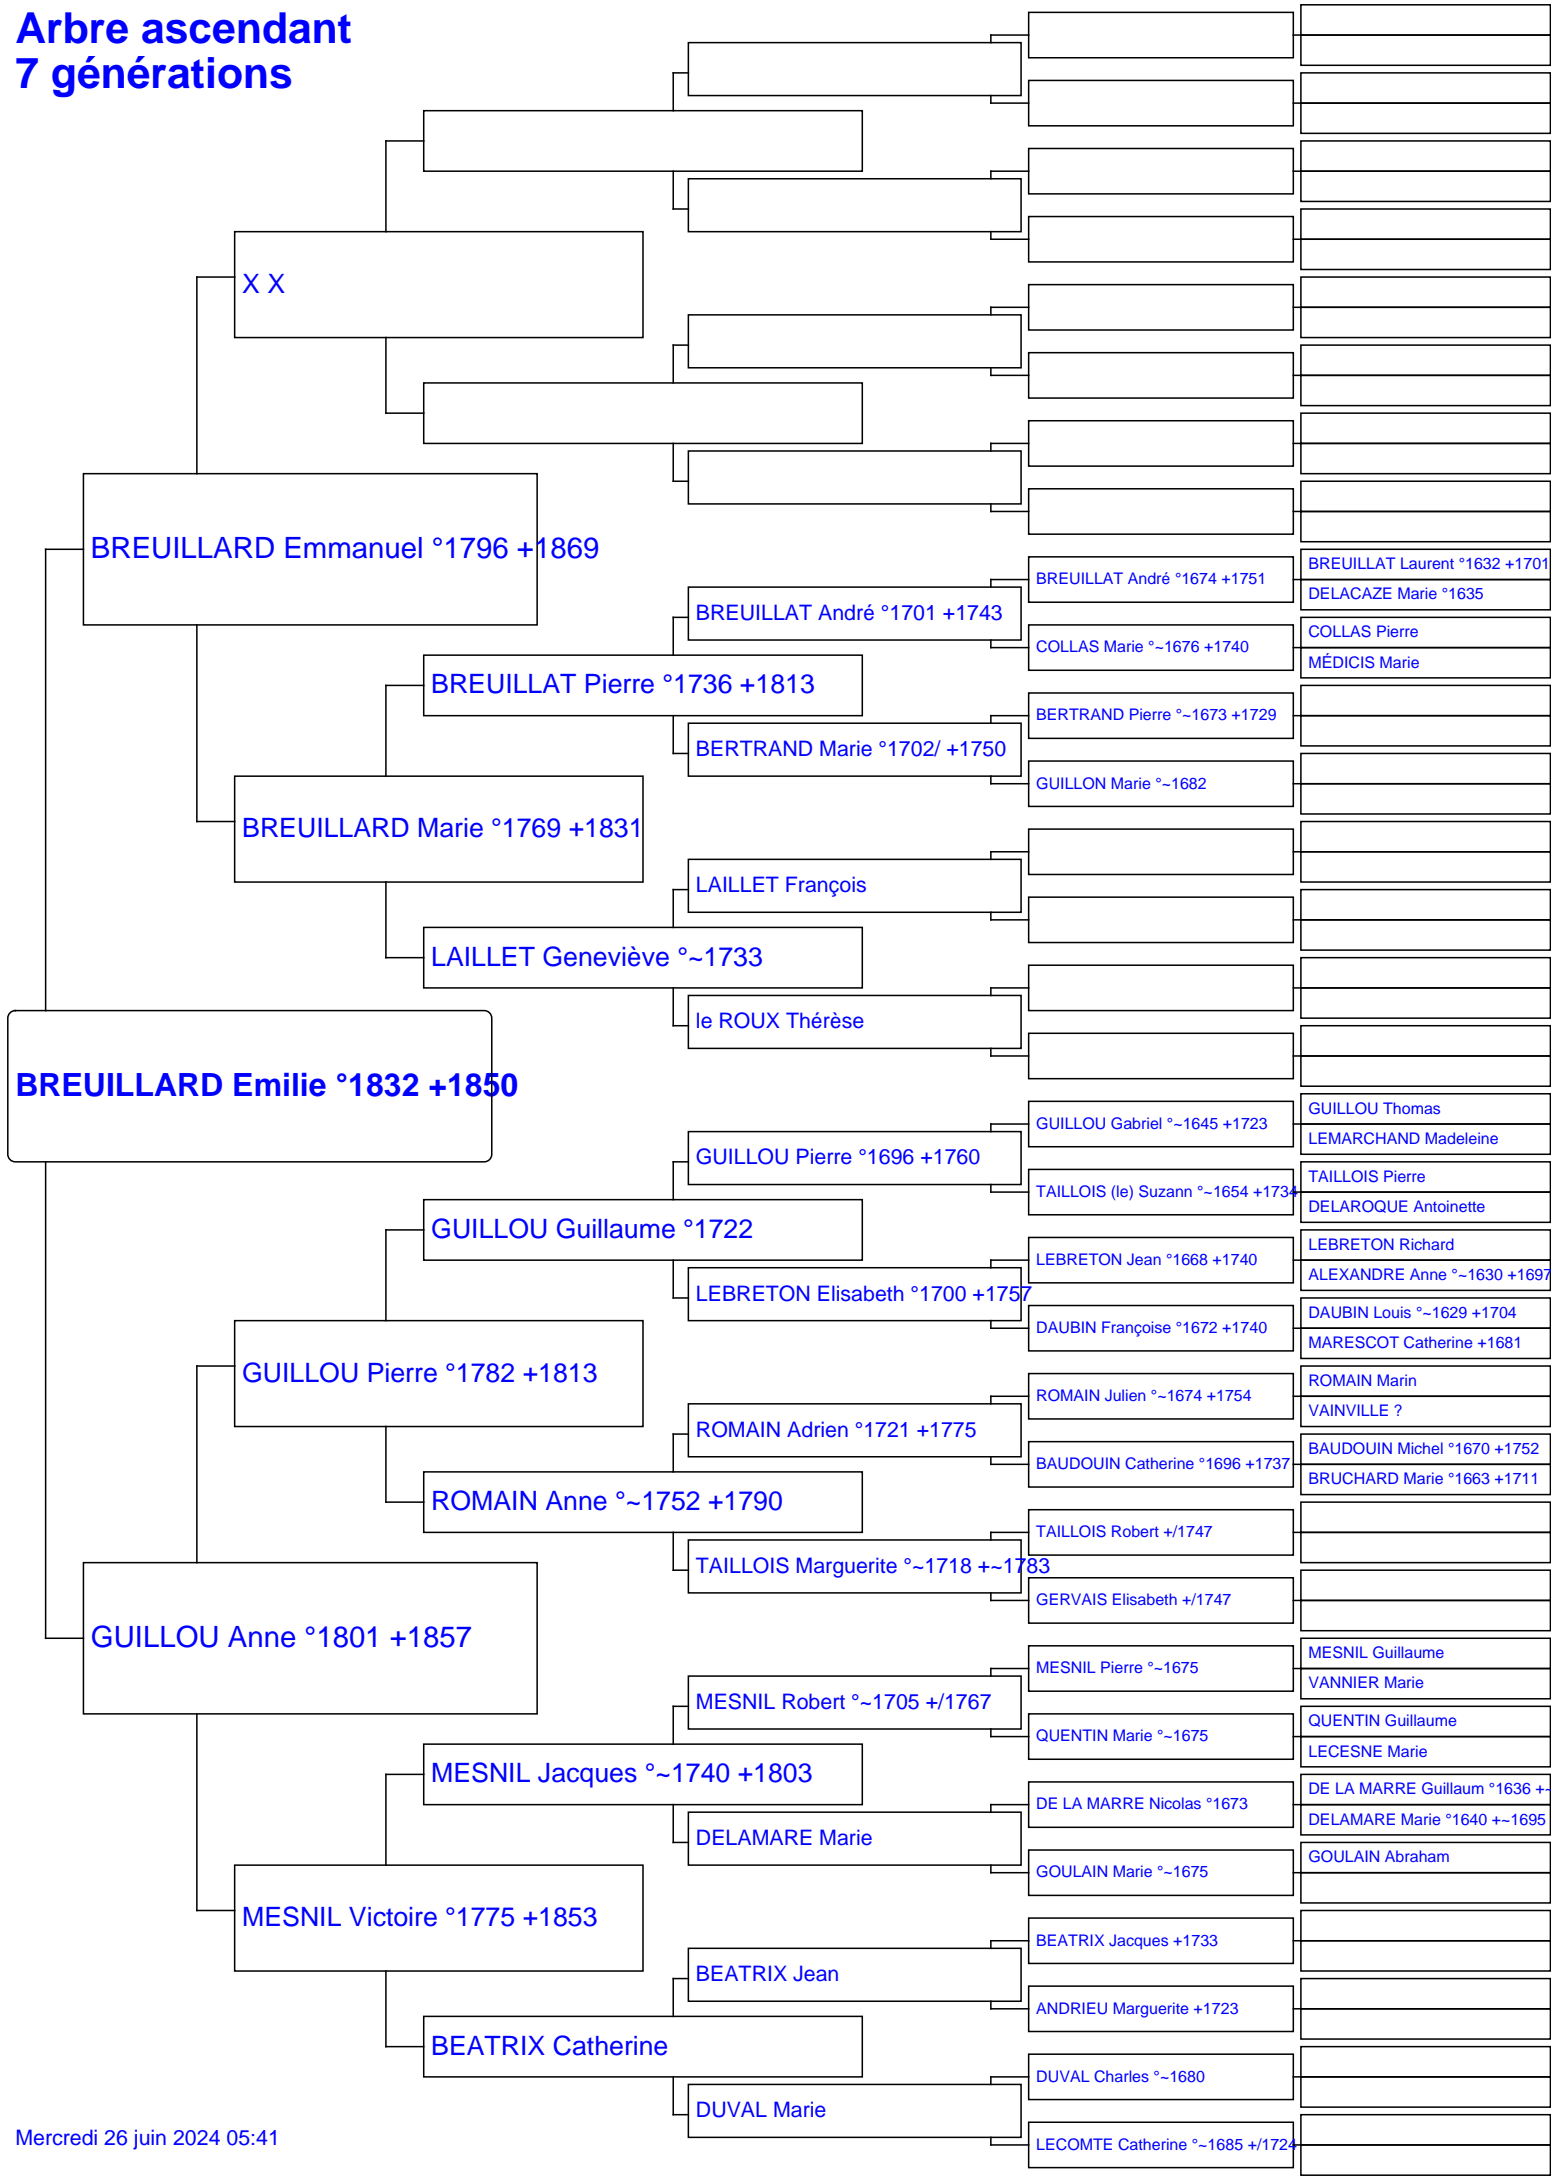 Arbre ascendant
7 générations
X X
BREUILLARD Emmanuel °1796 +1869
BREUILLAT Laurent °1632 +1701
BREUILLAT André °1674 +1751
DELACAZE Marie °1635
BREUILLAT André °1701 +1743
COLLAS Pierre
COLLAS Marie °~1676 +1740
MÉDICIS Marie
BREUILLAT Pierre °1736 +1813
BERTRAND Pierre °~1673 +1729
BERTRAND Marie °1702/ +1750
GUILLON Marie °~1682
BREUILLARD Marie °1769 +1831
LAILLET François
LAILLET Geneviève °~1733
le ROUX Thérèse
BREUILLARD Emilie °1832 +1850
GUILLOU Thomas
GUILLOU Gabriel °~1645 +1723
LEMARCHAND Madeleine
GUILLOU Pierre °1696 +1760
TAILLOIS Pierre
TAILLOIS (le) Suzann °~1654 +1734
DELAROQUE Antoinette
GUILLOU Guillaume °1722
LEBRETON Richard
LEBRETON Jean °1668 +1740
ALEXANDRE Anne °~1630 +1697
LEBRETON Elisabeth °1700 +1757
DAUBIN Louis °~1629 +1704
DAUBIN Françoise °1672 +1740
MARESCOT Catherine +1681
GUILLOU Pierre °1782 +1813
ROMAIN Marin
ROMAIN Julien °~1674 +1754
VAINVILLE ?
ROMAIN Adrien °1721 +1775
BAUDOUIN Michel °1670 +1752
BAUDOUIN Catherine °1696 +1737
BRUCHARD Marie °1663 +1711
ROMAIN Anne °~1752 +1790
TAILLOIS Robert +/1747
TAILLOIS Marguerite °~1718 +~1783
GERVAIS Elisabeth +/1747
GUILLOU Anne °1801 +1857
MESNIL Guillaume
MESNIL Pierre °~1675
VANNIER Marie
MESNIL Robert °~1705 +/1767
QUENTIN Guillaume
QUENTIN Marie °~1675
LECESNE Marie
MESNIL Jacques °~1740 +1803
DE LA MARRE Guillaum °1636 +~
DE LA MARRE Nicolas °1673
DELAMARE Marie °1640 +~1695
DELAMARE Marie
GOULAIN Abraham
GOULAIN Marie °~1675
MESNIL Victoire °1775 +1853
BEATRIX Jacques +1733
BEATRIX Jean
ANDRIEU Marguerite +1723
BEATRIX Catherine
DUVAL Charles °~1680
DUVAL Marie
LECOMTE Catherine °~1685 +/1724
Mercredi 26 juin 2024 05:41